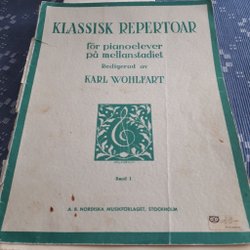 KLASSISK REPERTOAR
för pianoelever
på mellanstadiet
Redigerad av
KARL WOHLFART
Band I
A. B. NORDISKA MUSIKFÖRLAGET, STOCKHOLM